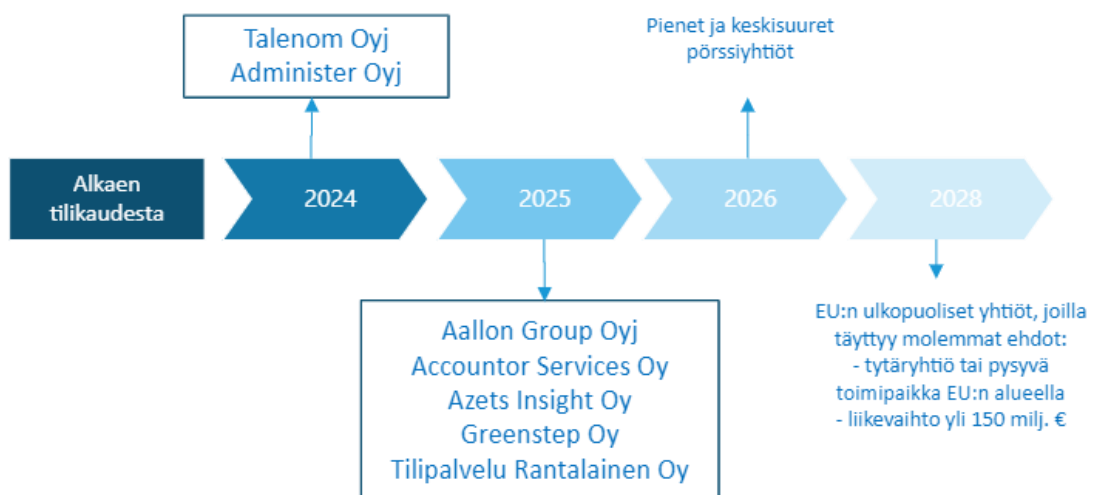 Talenom Oyj
Administer Oyj
Pienet ja keskisuuret
pörssiyhtiöt
Alkaen
tilikaudesta
2024
2025
2026
2028
Aallon Group Oyj
Accountor Services Oy
Azets Insight Oy
Greenstep Oy
Tilipalvelu Rantalainen Oy
EU:n ulkopuoliset yhtiöt, joilla
täyttyy molemmat ehdot:
- tytäryhtiö tai pysyvä
toimipaikka EU:n alueella
- liikevaihto yli 150 milj. €